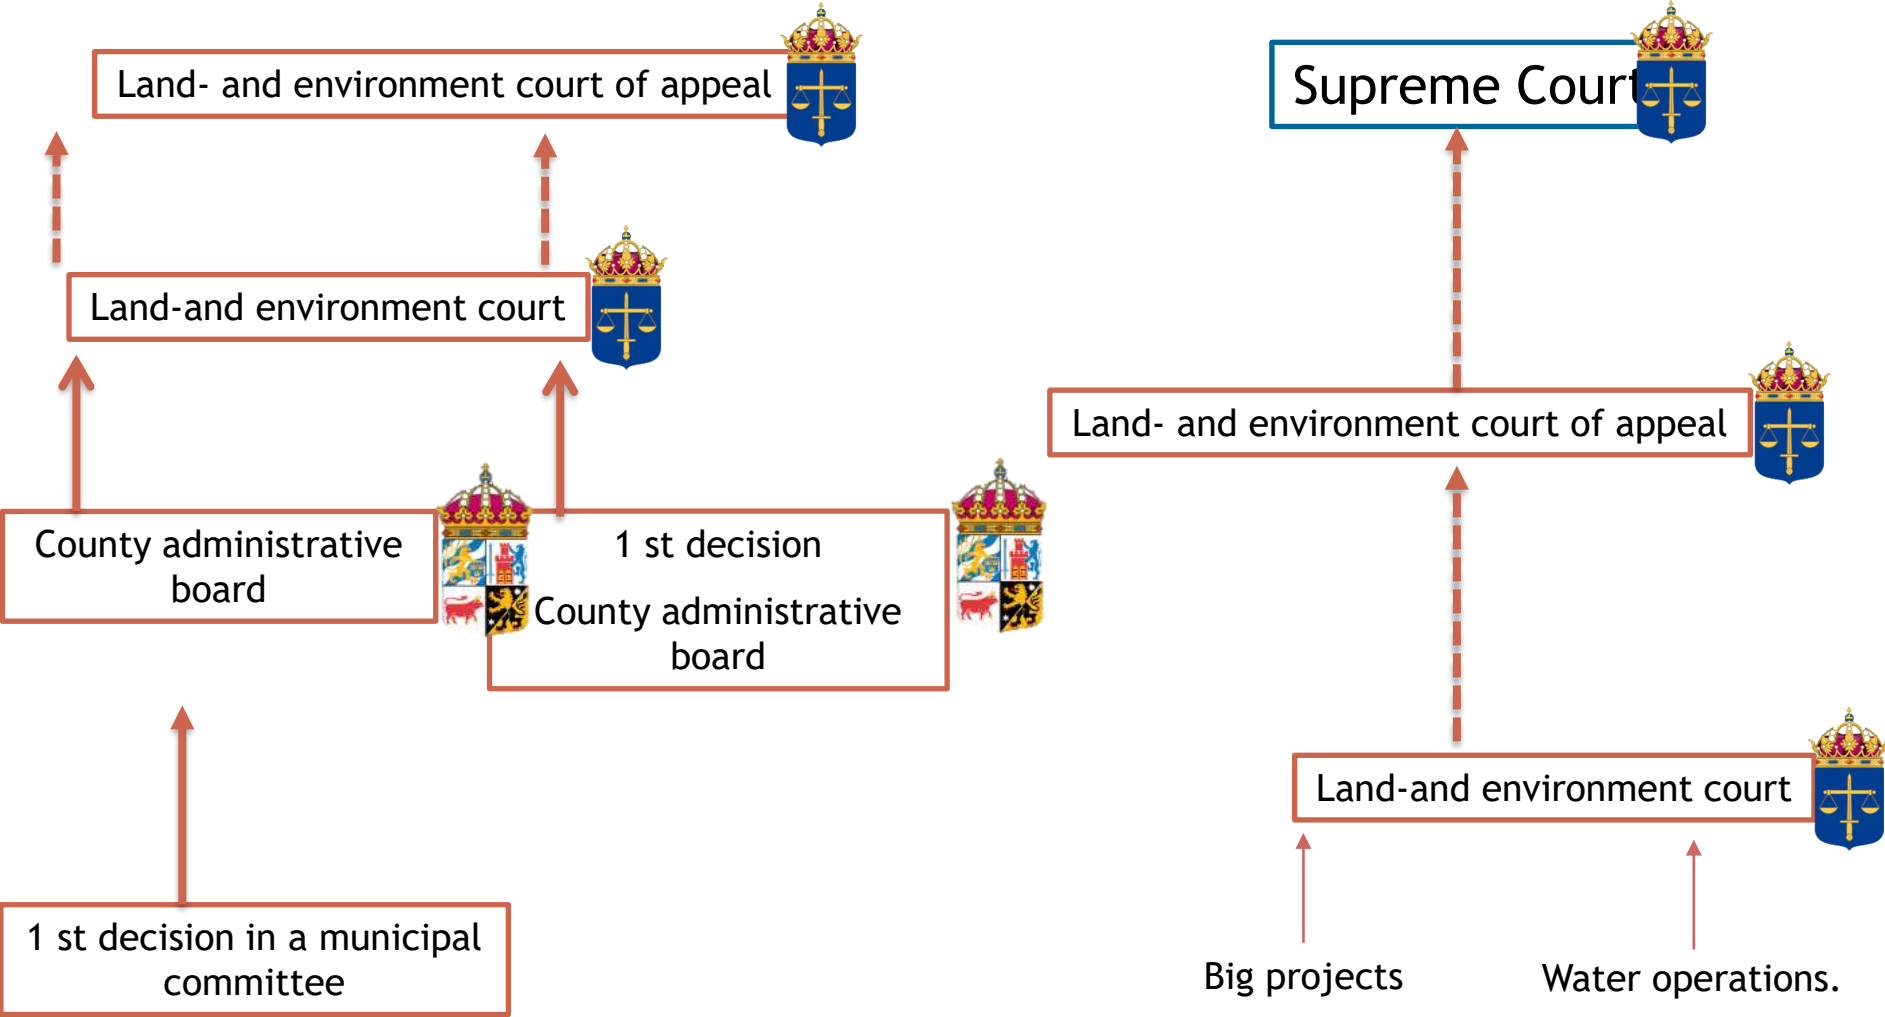 Land- and environment court of appeal
Land-and environment court
County administrative
board
1 st decision
County administrative
board
1 st decision in a municipal
committee
Supreme Court
Land- and environment court of appeal
Land-and environment court
Big projects
Water operations.